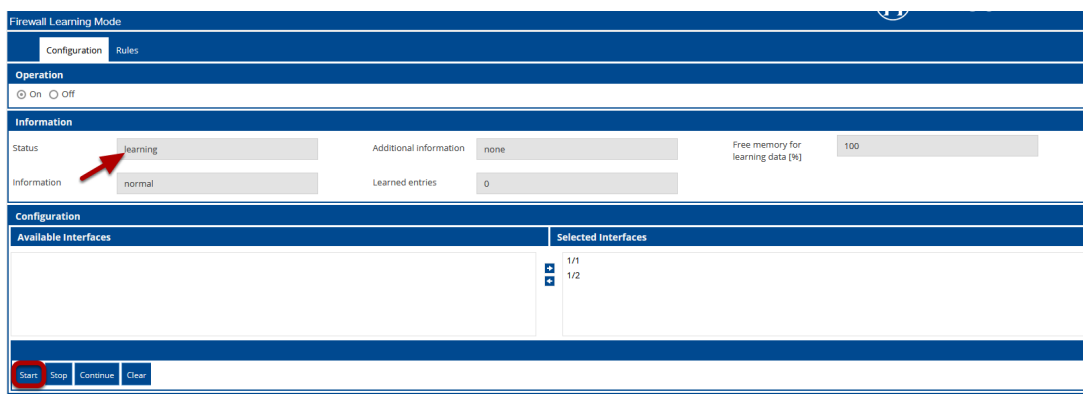 Firewall Learning Mode
Configuration Rules
Operation
On Off
Information
Status learning Additional information none Free memory for learning data [%] 100
Information normal Learned entries 0
Configuration
Available Interfaces Selected Interfaces
1/1
1/2
Start Stop Continue Clear